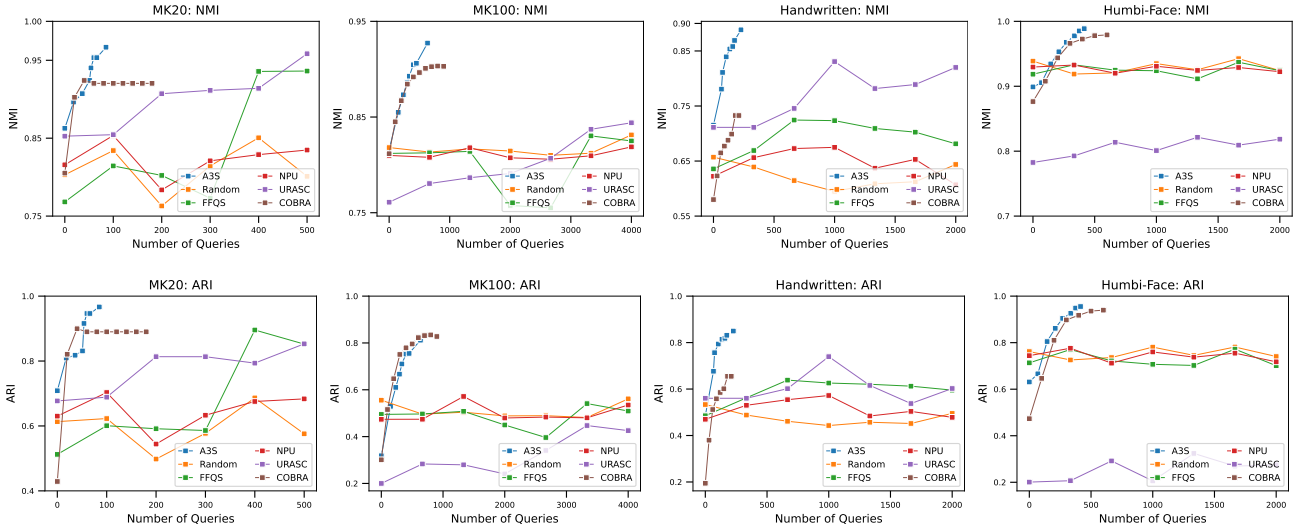 MK20: NMI
1.00
0.95
0.85
0.75
NMI
0 100 200 300 400 500
Number of Queries
A3S NPU
Random URASC
FFQS COBRA
MK100: NMI
0.95
0.85
0.75
NMI
0 1000 2000 3000 4000
Number of Queries
A3S NPU
Random URASC
FFQS COBRA
Handwritten: NMI
0.90
0.85
0.75
0.65
0.55
NMI
0 500 1000 1500 2000
Number of Queries
A3S NPU
Random URASC
FFQS COBRA
Humbi-Face: NMI
1.0
0.9
0.8
0.7
NMI
0 500 1000 1500 2000
Number of Queries
A3S NPU
Random URASC
FFQS COBRA
MK20: ARI
1.0
0.8
0.6
0.4
ARI
0 100 200 300 400 500
Number of Queries
A3S NPU
Random URASC
FFQS COBRA
MK100: ARI
1.0
0.8
0.6
0.4
0.2
ARI
0 1000 2000 3000 4000
Number of Queries
A3S NPU
Random URASC
FFQS COBRA
Handwritten: ARI
1.0
0.8
0.6
0.4
0.2
ARI
0 500 1000 1500 2000
Number of Queries
A3S NPU
Random URASC
FFQS COBRA
Humbi-Face: ARI
1.0
0.8
0.6
0.4
0.2
ARI
0 500 1000 1500 2000
Number of Queries
A3S NPU
Random URASC
FFQS COBRA